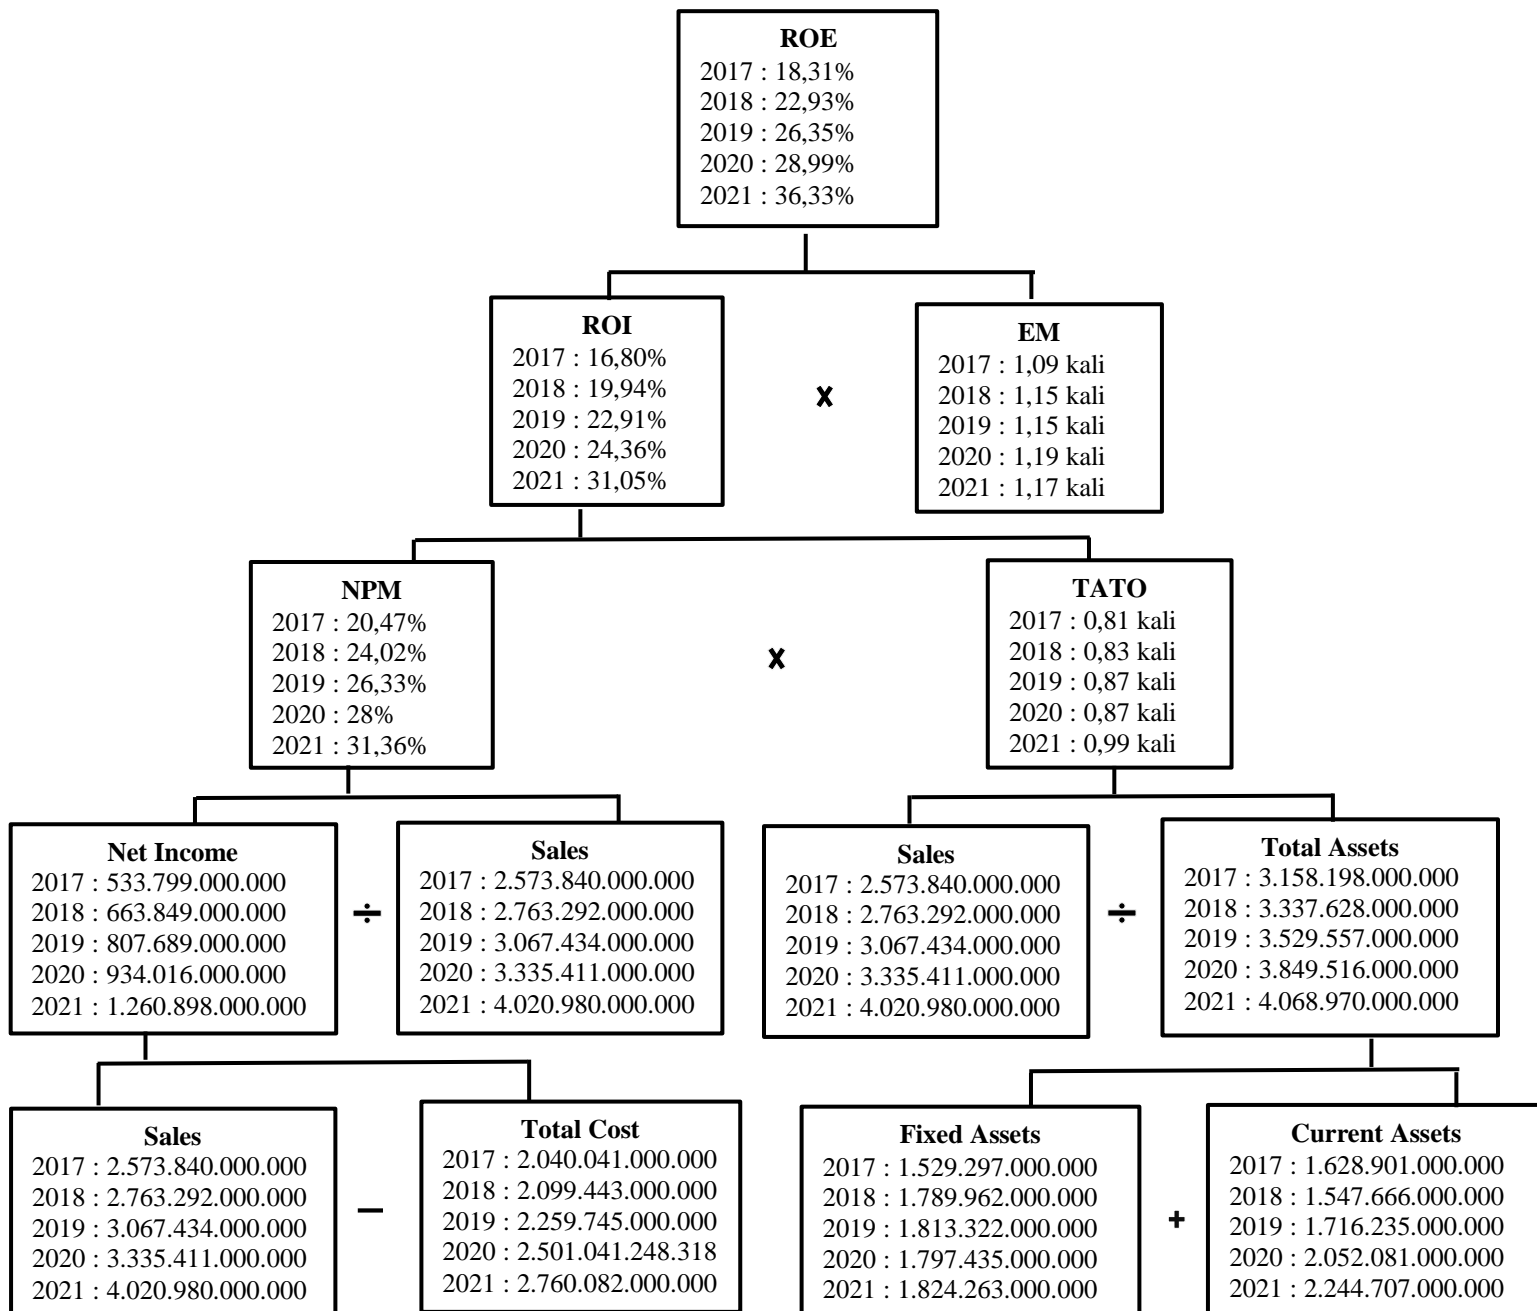 ROE
2017 : 18,31%
2018 : 22,93%
2019 : 26,35%
2020 : 28,99%
2021 : 36,33%
ROI
2017 : 16,80%
2018 : 19,94%
2019 : 22,91%
2020 : 24,36%
2021 : 31,05%
x
EM
2017 : 1,09 kali
2018 : 1,15 kali
2019 : 1,15 kali
2020 : 1,19 kali
2021 : 1,17 kali
NPM
2017 : 20,47%
2018 : 24,02%
2019 : 26,33%
2020 : 28%
2021 : 31,36%
x
TATO
2017 : 0,81 kali
2018 : 0,83 kali
2019 : 0,87 kali
2020 : 0,87 kali
2021 : 0,99 kali
Net Income
2017 : 533.799.000.000
2018 : 663.849.000.000
2019 : 807.689.000.000
2020 : 934.016.000.000
2021 : 1.260.898.000.000
÷
Sales
2017 : 2.573.840.000.000
2018 : 2.763.292.000.000
2019 : 3.067.434.000.000
2020 : 3.335.411.000.000
2021 : 4.020.980.000.000
Sales
2017 : 2.573.840.000.000
2018 : 2.763.292.000.000
2019 : 3.067.434.000.000
2020 : 3.335.411.000.000
2021 : 4.020.980.000.000
÷
Total Assets
2017 : 3.158.198.000.000
2018 : 3.337.628.000.000
2019 : 3.529.557.000.000
2020 : 3.849.516.000.000
2021 : 4.068.970.000.000
Sales
2017 : 2.573.840.000.000
2018 : 2.763.292.000.000
2019 : 3.067.434.000.000
2020 : 3.335.411.000.000
2021 : 4.020.980.000.000
−
Total Cost
2017 : 2.040.041.000.000
2018 : 2.099.443.000.000
2019 : 2.259.745.000.000
2020 : 2.501.041.248.318
2021 : 2.760.082.000.000
Fixed Assets
2017 : 1.529.297.000.000
2018 : 1.789.962.000.000
2019 : 1.813.322.000.000
2020 : 1.797.435.000.000
2021 : 1.824.263.000.000
+
Current Assets
2017 : 1.628.901.000.000
2018 : 1.547.666.000.000
2019 : 1.716.235.000.000
2020 : 2.052.081.000.000
2021 : 2.244.707.000.000